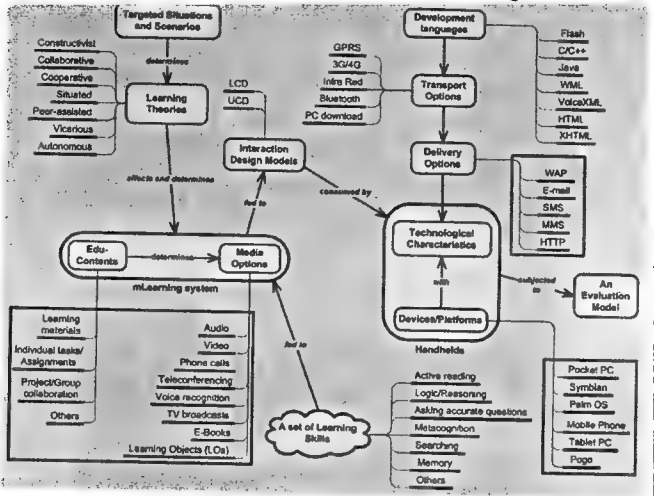 Targeted Situations
and Scenarios
determine
Constructivist
Collaborative
Cooperative
Situated
Peer-assisted
Vicarious
Autonomous
Learning
Theories
effects and determines
LCD
UCD
Interaction
Design Models
fed to
consumed by
Edu-
Contents
determines
Media
Options
mLearning system
Learning
materials
Individual tasks/
Assignments
Project/Group
collaboration
Others
Audio
Video
Phone calls
Teleconferencing
Voice recognition
TV broadcasts
E-Books
Learning Objects (LOs)
fed to
A set of Learning
Skills
Active reading
Logic/Reasoning
Asking accurate questions
Metacognition
Searching
Memory
Others
Development
languages
Flash
C/C++
Java
WML
VoiceXML
HTML
XHTML
GPRS
3G/4G
Infra Red
Bluetooth
PC download
Transport
Options
Delivery
Options
WAP
E-mail
SMS
MMS
HTTP
Technological
Characteristics
with
Devices/Platforms
Handhelds
subjected
to
An
Evaluation
Model
Pocket PC
Symbian
Palm OS
Mobile Phone
Tablet PC
Pogo